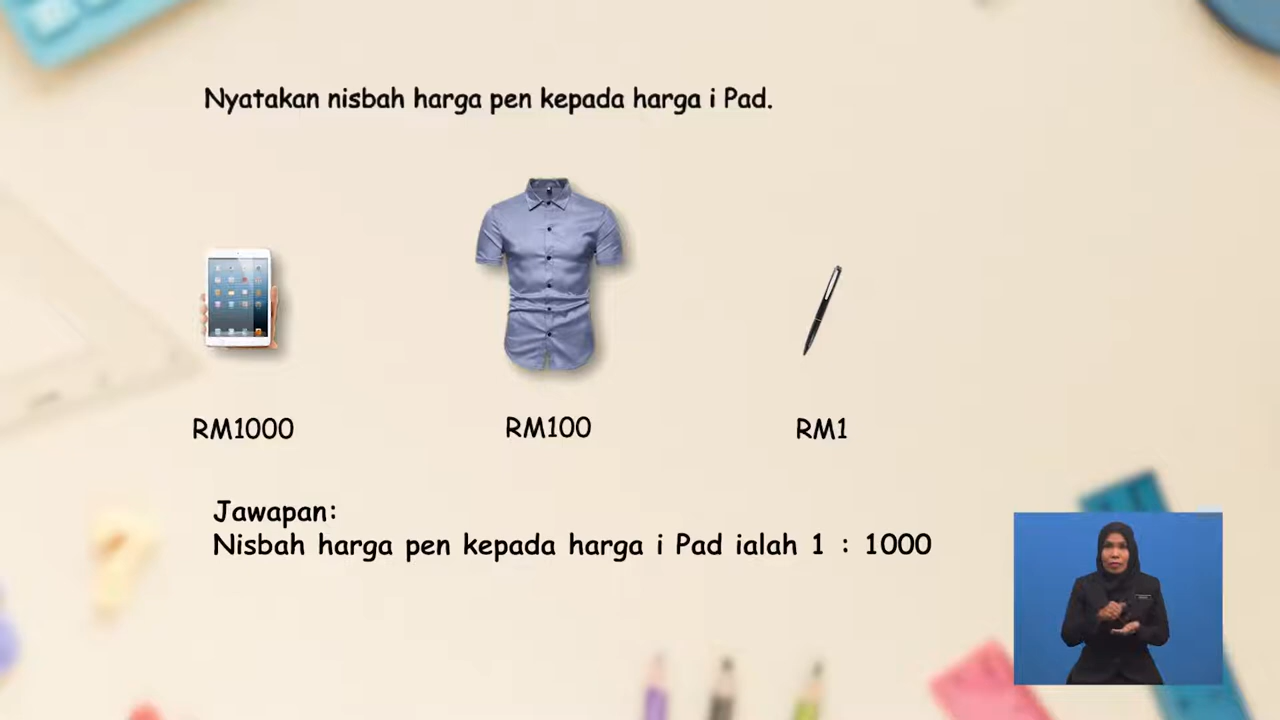 Nyatakan nisbah harga pen kepada harga i Pad.
RM1000
RM100
RM1
Jawapan:
Nisbah harga pen kepada harga i Pad ialah 1 : 1000